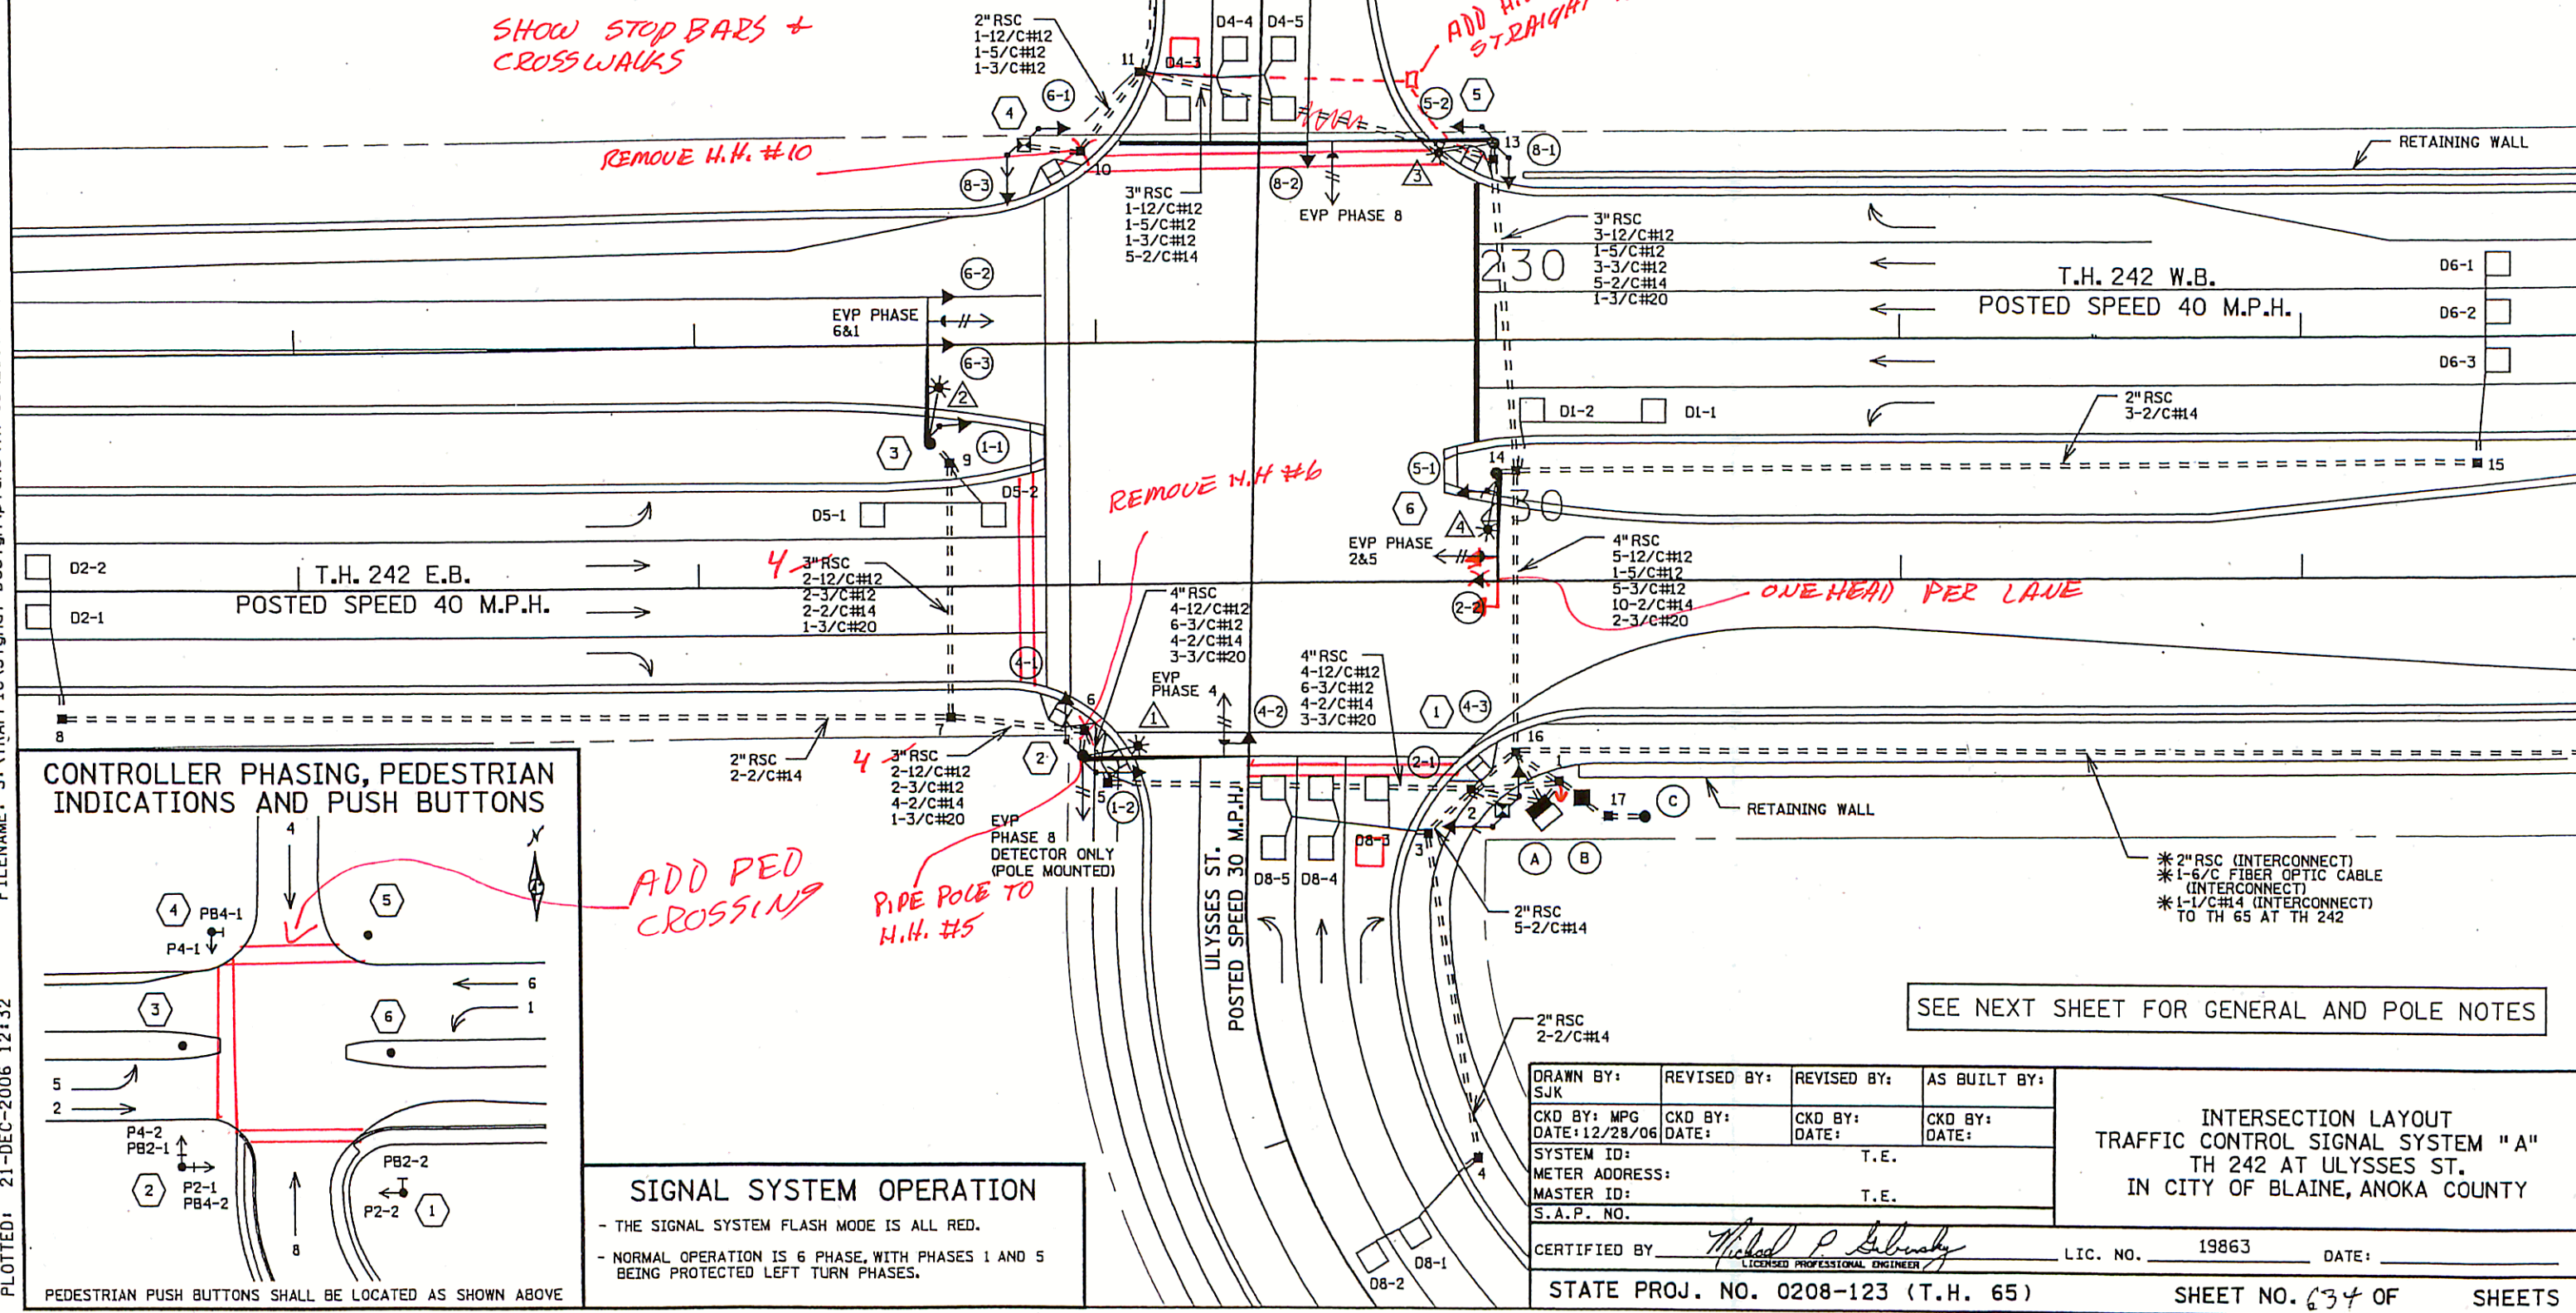 SHOW STOP BARS &
CROSSWALKS
2" RSC
1-12/C#12
1-5/C#12
1-3/C#12
11
D4-3
D4-4
D4-5
ADD
STRAIGHT
4
6-1
5-2
5
REMOVE H.H. #10
10
8-3
8-2
3
13
8-1
RETAINING WALL
3" RSC
1-12/C#12
1-5/C#12
1-3/C#12
5-2/C#14
EVP PHASE 8
3" RSC
3-12/C#12
1-5/C#12
3-3/C#12
5-2/C#14
1-3/C#20
230
T.H. 242 W.B.
POSTED SPEED 40 M.P.H.
D6-1
D6-2
D6-3
6-2
EVP PHASE
6&1
6-3
2
3
1-1
9
D1-2
D1-1
2" RSC
3-2/C#14
5-1
14
15
D5-2
D5-1
REMOVE H.H #6
6
4
30
EVP PHASE
2&5
D2-2
D2-1
T.H. 242 E.B.
POSTED SPEED 40 M.P.H.
4
3" RSC
2-12/C#12
2-3/C#12
2-2/C#14
1-3/C#20
4" RSC
4-12/C#12
6-3/C#12
4-2/C#14
3-3/C#20
4" RSC
5-12/C#12
1-5/C#12
5-3/C#12
10-2/C#14
2-3/C#20
2-2
ONE HEAD PER LANE
4-1
EVP
PHASE 4
4" RSC
4-12/C#12
6-3/C#12
4-2/C#14
3-3/C#20
4-2
1
4-3
6
1
8
7
2
16
2" RSC
2-2/C#14
4
3" RSC
2-12/C#12
2-3/C#12
4-2/C#14
1-3/C#20
5
1-2
2-1
1
2
17
C
RETAINING WALL
EVP
PHASE 8
DETECTOR ONLY
(POLE MOUNTED)
D8-3
3
A
B
D8-5
D8-4
ADD PED
CROSSING
PIPE POLE TO
H.H. #5
ULYSSES ST.
POSTED SPEED 30 M.P.H.
2" RSC
5-2/C#14
2" RSC (INTERCONNECT)
1-6/C FIBER OPTIC CABLE
(INTERCONNECT)
1-1/C#14 (INTERCONNECT)
TO TH 65 AT TH 242
2" RSC
2-2/C#14
4
D8-1
D8-2
SEE NEXT SHEET FOR GENERAL AND POLE NOTES
CONTROLLER PHASING, PEDESTRIAN
INDICATIONS AND PUSH BUTTONS
4
N
4
PB4-1
P4-1
5
3
6
6
1
5
2
P4-2
PB2-1
2
P2-1
PB4-2
PB2-2
P2-2
1
8
PEDESTRIAN PUSH BUTTONS SHALL BE LOCATED AS SHOWN ABOVE
SIGNAL SYSTEM OPERATION
- THE SIGNAL SYSTEM FLASH MODE IS ALL RED.
- NORMAL OPERATION IS 6 PHASE, WITH PHASES 1 AND 5
BEING PROTECTED LEFT TURN PHASES.
DRAWN BY:
SJK
REVISED BY:
REVISED BY:
AS BUILT BY:
CKD BY: MPG
DATE: 12/28/06
CKD BY:
DATE:
CKD BY:
DATE:
CKD BY:
DATE:
SYSTEM ID:
T.E.
METER ADDRESS:
MASTER ID:
T.E.
S.A.P. NO.
INTERSECTION LAYOUT
TRAFFIC CONTROL SIGNAL SYSTEM "A"
TH 242 AT ULYSSES ST.
IN CITY OF BLAINE, ANOKA COUNTY
CERTIFIED BY
LICENSED PROFESSIONAL ENGINEER
LIC. NO. 19863
DATE:
STATE PROJ. NO. 0208-123 (T.H. 65)
SHEET NO. 634 OF SHEETS
PLOTTED: 21-DEC-2006 12:32
FILENAME: